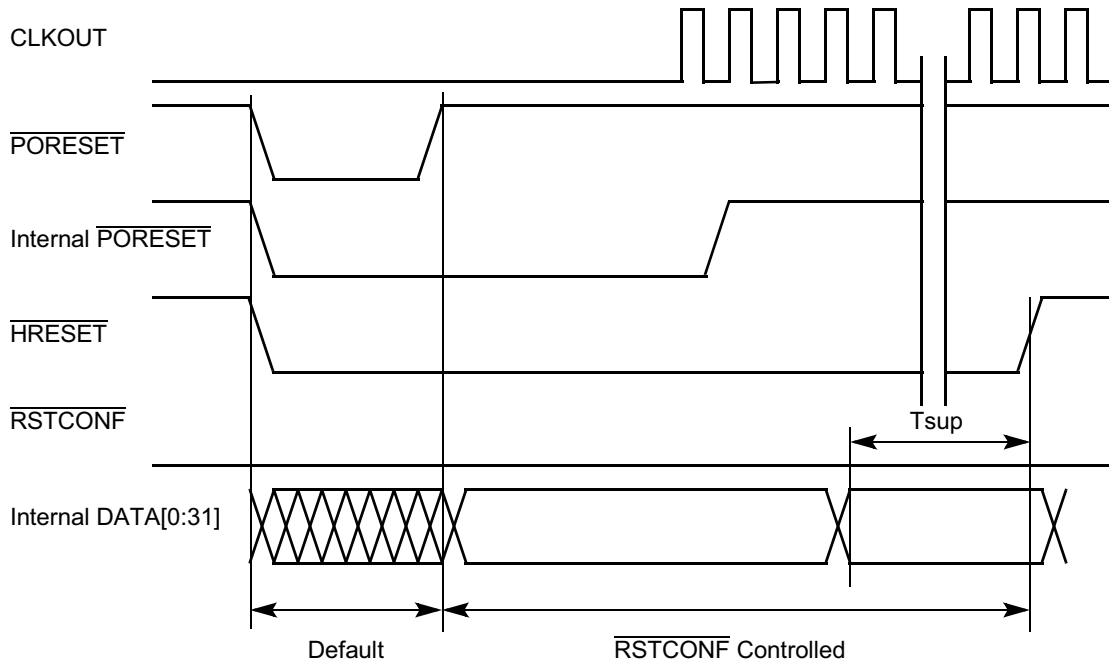 CLKOUT
PORESET
Internal PORESET
HRESET
RSTCONF
Tsup
Internal DATA[0:31]
Default
RSTCONF Controlled